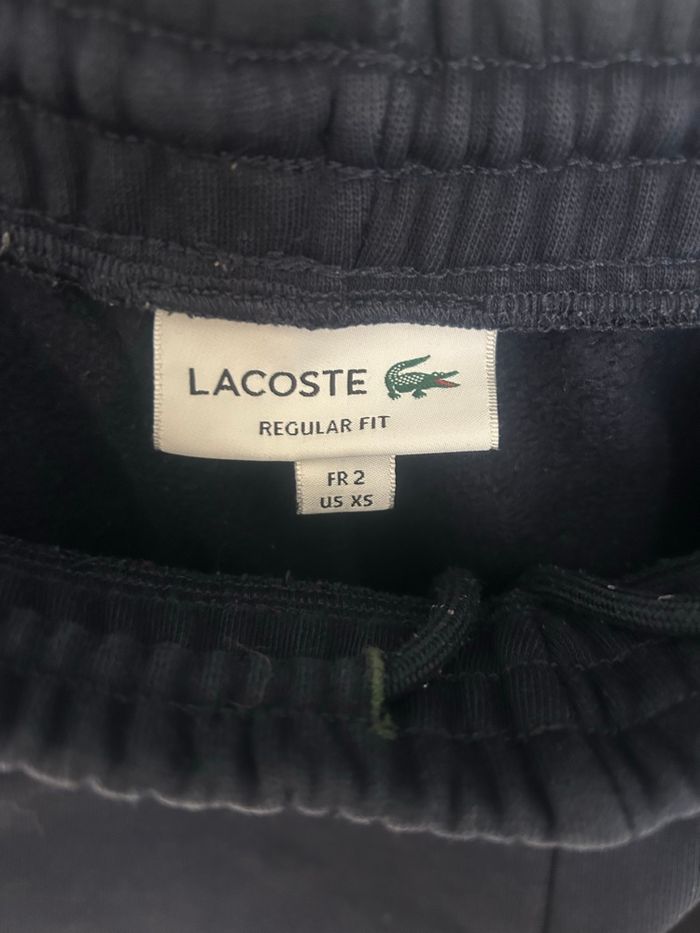 LACOSTE
REGULAR FIT
FR 2
US XS